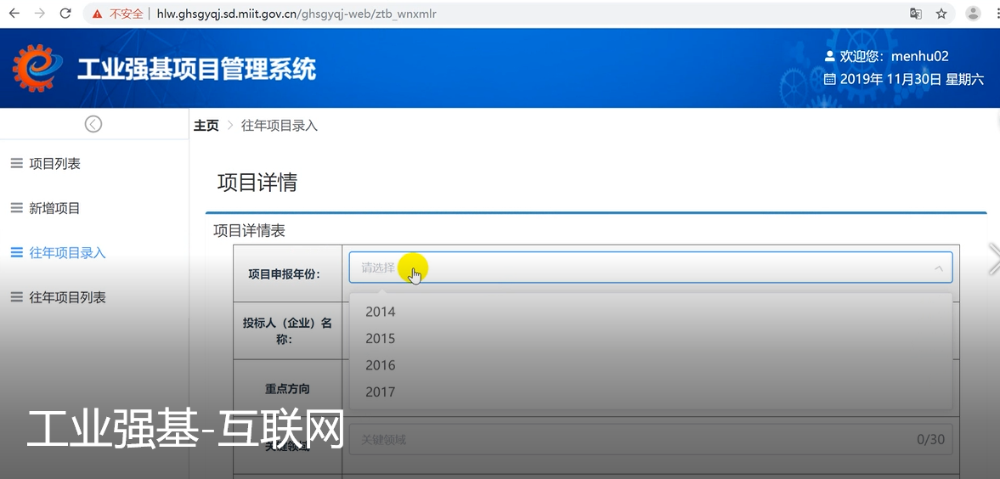 不安全 hlw.ghsgyqj.sd.miit.gov.cn/ghsgyqj-web/ztb_wnxmlr
工业强基项目管理系统
欢迎您：menhu02
2019年 11月30日 星期六
主页 > 往年项目录入
项目列表
新增项目
往年项目录入
往年项目列表
项目详情
项目详情表
项目申报年份：
请选择
2014
2015
2016
2017
投标人（企业）名
称：
重点方向
关键领域
关键领域
0/30
工业强基-互联网